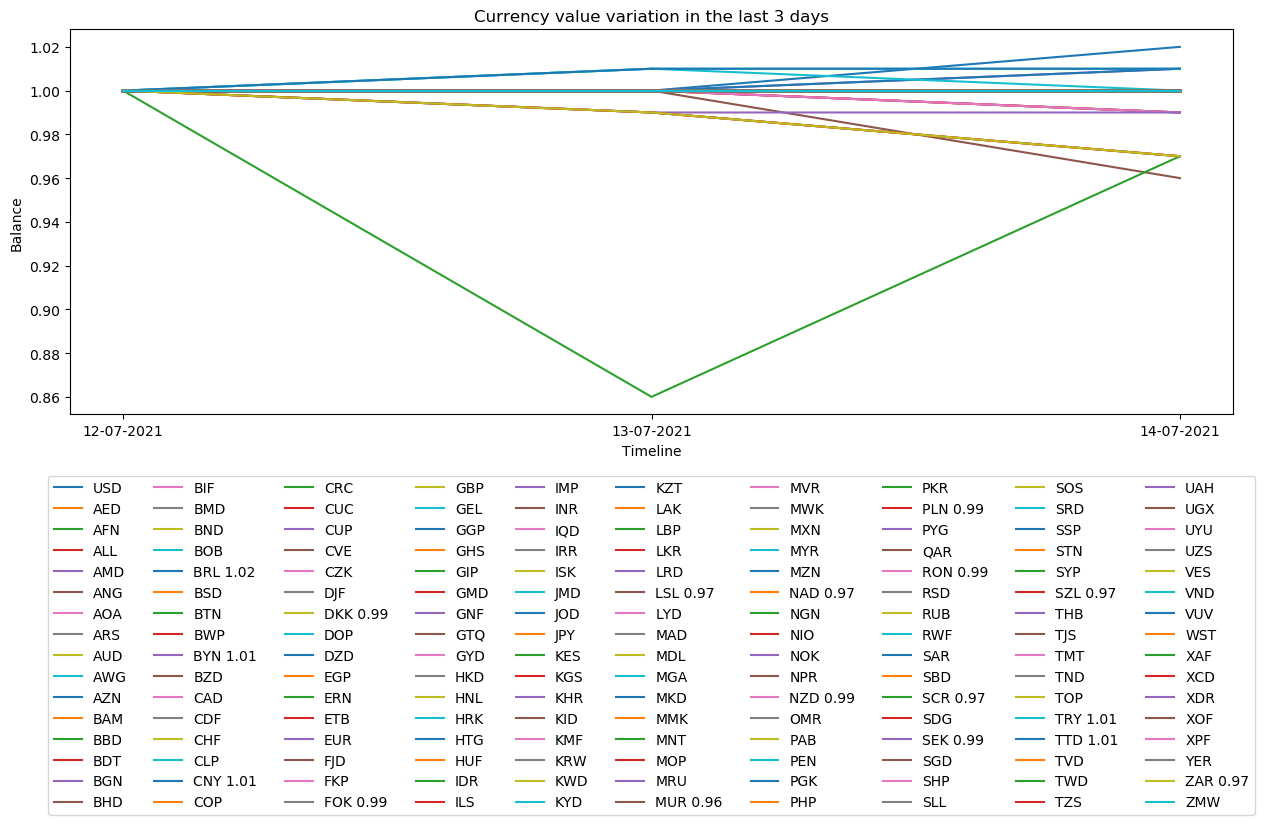 Currency value variation in the last 3 days
1.02
1.00
0.98
0.96
0.94
0.92
0.90
0.88
0.86
Balance
12-07-2021 13-07-2021 14-07-2021
Timeline
USD BIF CRC GBP IMP KZT MVR PKR SOS UAH
AED BMD CUC GEL INR LAK MWK PLN 0.99 SRD UGX
AFN BND CUP GGP IQD LBP MXN PYG SSP UYU
ALL BOB CVE GHS IRR LKR MYR QAR STN UZS
AMD BRL 1.02 CZK GIP ISK LRD MZN RON 0.99 SYP VES
ANG BSD DJF GMD JMD LSL 0.97 NAD 0.97 RSD SZL 0.97 VND
AOA BTN DKK 0.99 GNF JOD LYD NGN RUB THB VUV
ARS BWP DOP GTQ JPY MAD NIO RWF TJS WST
AUD BYN 1.01 DZD GYD KES MDL NOK SAR TMT XAF
AWG BZD EGP HKD KGS MGA NPR SBD TND XCD
AZN CAD ERN HNL KHR MKD NZD 0.99 SCR 0.97 TOP XDR
BAM CDF ETB HRK KID MMK OMR SDG TRY 1.01 XOF
BBD CHF EUR HTG KMF MNT PAB SEK 0.99 TTD 1.01 XPF
BDT CLP FJD HUF KRW MOP PEN SGD TVD YER
BGN CNY 1.01 FKP IDR KWD MRU PGK SHP TWD ZAR 0.97
BHD COP FOK 0.99 ILS KYD MUR 0.96 PHP SLL TZS ZMW